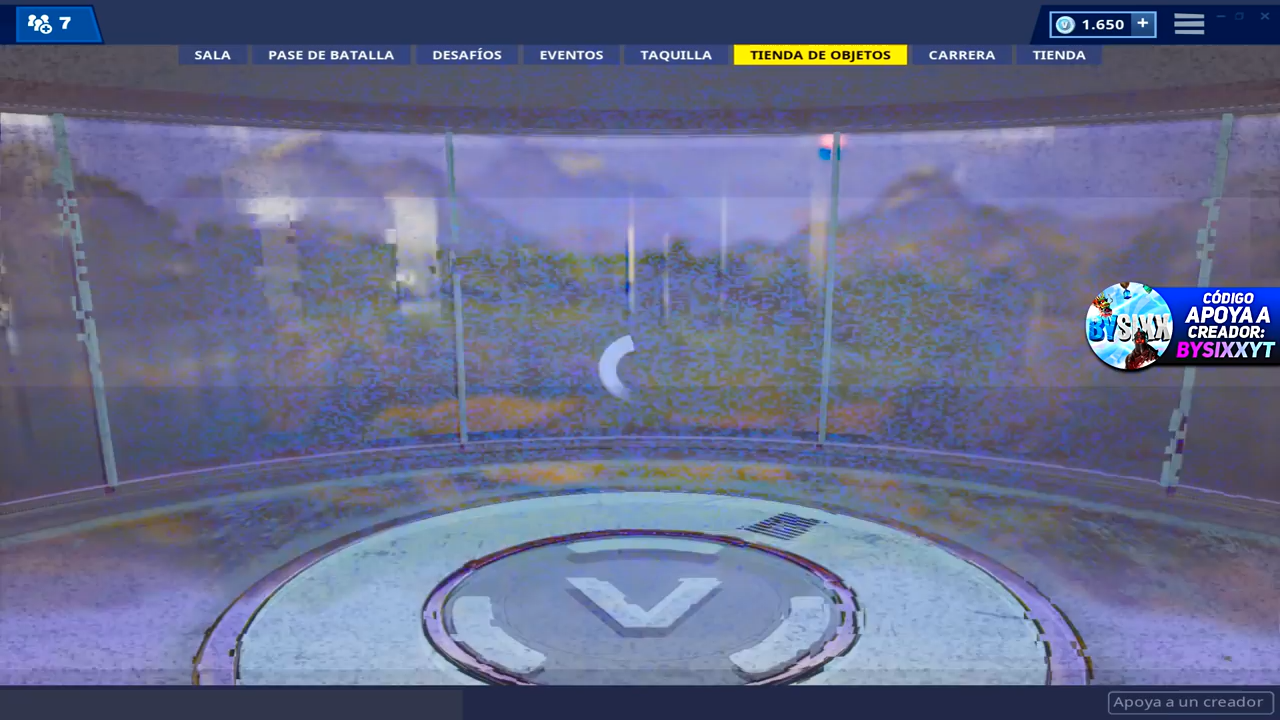 7
1.650 +
SALA
PASE DE BATALLA
DESAFÍOS
EVENTOS
TAQUILLA
TIENDA DE OBJETOS
CARRERA
TIENDA
BYSIXX
CÓDIGO
APOYA A
CREADOR:
BYSIXXYT
V
Apoya a un creador